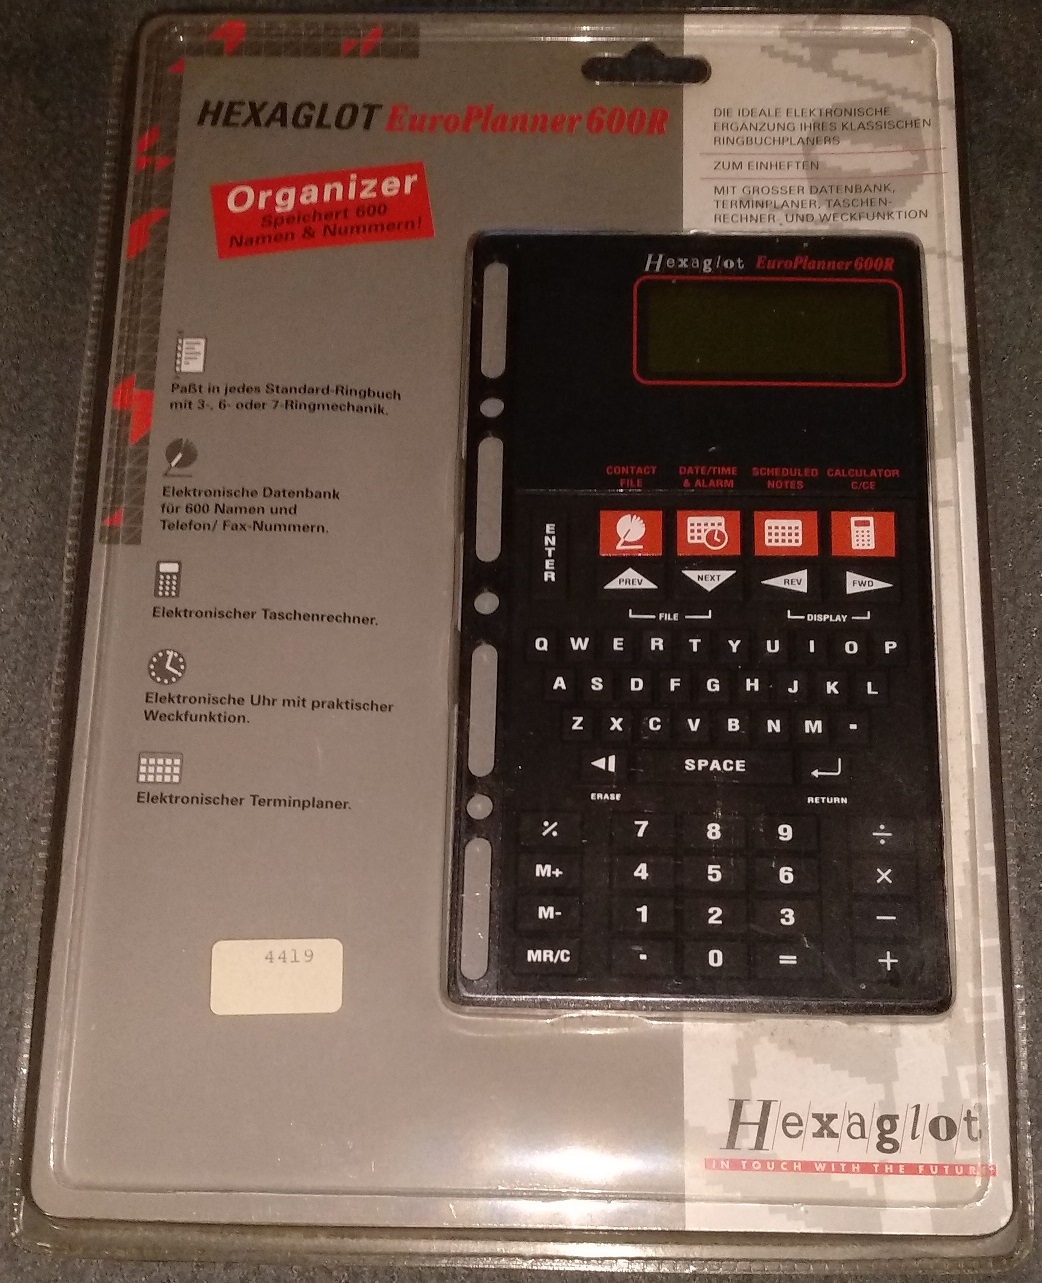 HEXAGLOT EuroPlanner 600R
Organizer
Speichert 600
Namen & Nummern!
DIE IDEALE ELEKTRONISCHE
ERGÄNZUNG IHRES KLASSISCHEN
RINGBUCHPLANERS
ZUM EINHEFTEN
MIT GROSSER DATENBANK,
TERMINPLANER, TASCHEN-
RECHNER- UND WECKFUNKTION
Paßt in jedes Standard-Ringbuch
mit 3-, 6- oder 7-Ringmechanik.
Elektronische Datenbank
für 600 Namen und
Telefon/ Fax-Nummern.
Elektronischer Taschenrechner.
Elektronische Uhr mit praktischer
Weckfunktion.
Elektronischer Terminplaner.
4419
Hexaglot EuroPlanner 600R
CONTACT FILE
DATE/TIME & ALARM
SCHEDULED NOTES
CALCULATOR C/CE
ENTER
PREV NEXT REV FWD
FILE DISPLAY
Q W E R T Y U I O P
A S D F G H J K L
Z X C V B N M -
SPACE
ERASE RETURN
% 7 8 9 ÷
M+ 4 5 6 ×
M- 1 2 3 −
MR/C . 0 = +
Hexaglot
IN TOUCH WITH THE FUTURE